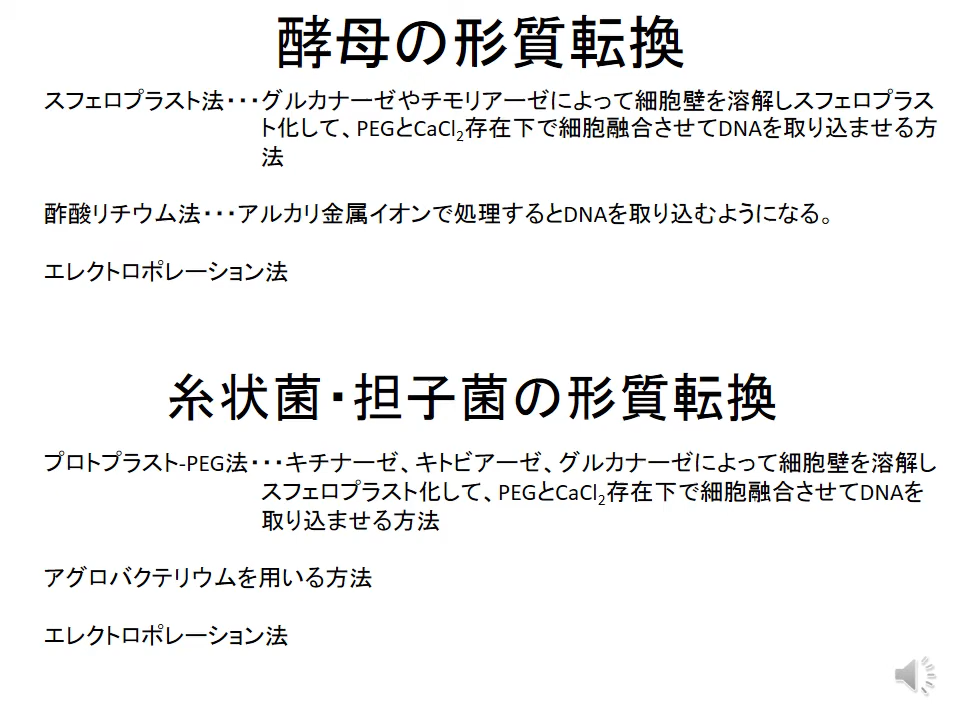 酵母の形質転換
スフェロプラスト法・・・グルカナーゼやチモリアーゼによって細胞壁を溶解しスフェロプラス
ト化して、PEGとCaCl2存在下で細胞融合させてDNAを取り込ませる方
法
酢酸リチウム法・・・アルカリ金属イオンで処理するとDNAを取り込むようになる。
エレクトロポレーション法
糸状菌・担子菌の形質転換
プロトプラスト-PEG法・・・キチナーゼ、キトビアーゼ、グルカナーゼによって細胞壁を溶解し
スフェロプラスト化して、PEGとCaCl2存在下で細胞融合させてDNAを
取り込ませる方法
アグロバクテリウムを用いる方法
エレクトロポレーション法